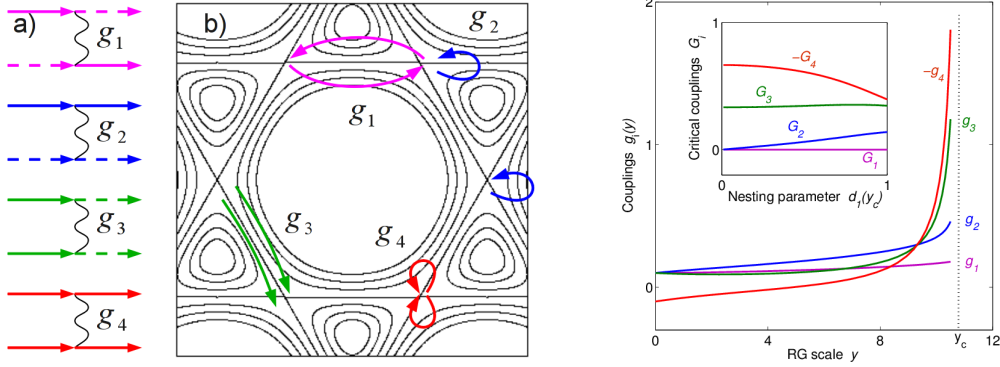 a)
g1
g2
g3
g4
b)
g2
g1
g3
g4
Couplings gi(y)
2
1
0
0
4
8
yc
12
RG scale y
-g4
g3
g2
g1
Critical couplings Gi
1
0
0
1
-G4
G3
G2
G1
Nesting parameter d1(yc)